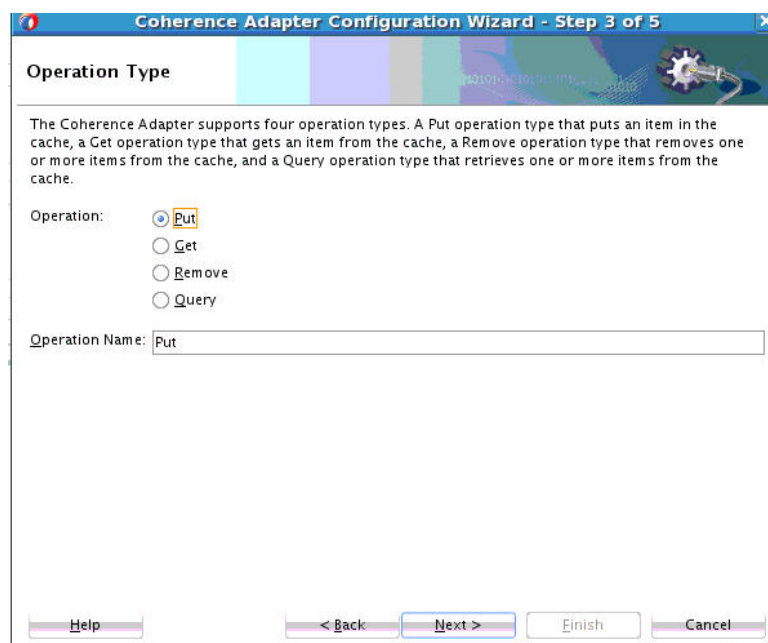 Coherence Adapter Configuration Wizard - Step 3 of 5
Operation Type
The Coherence Adapter supports four operation types. A Put operation type that puts an item in the
cache, a Get operation type that gets an item from the cache, a Remove operation type that removes one
or more items from the cache, and a Query operation type that retrieves one or more items from the
cache.
Operation:
Put
Get
Remove
Query
Operation Name: Put
Help
< Back
Next >
Finish
Cancel